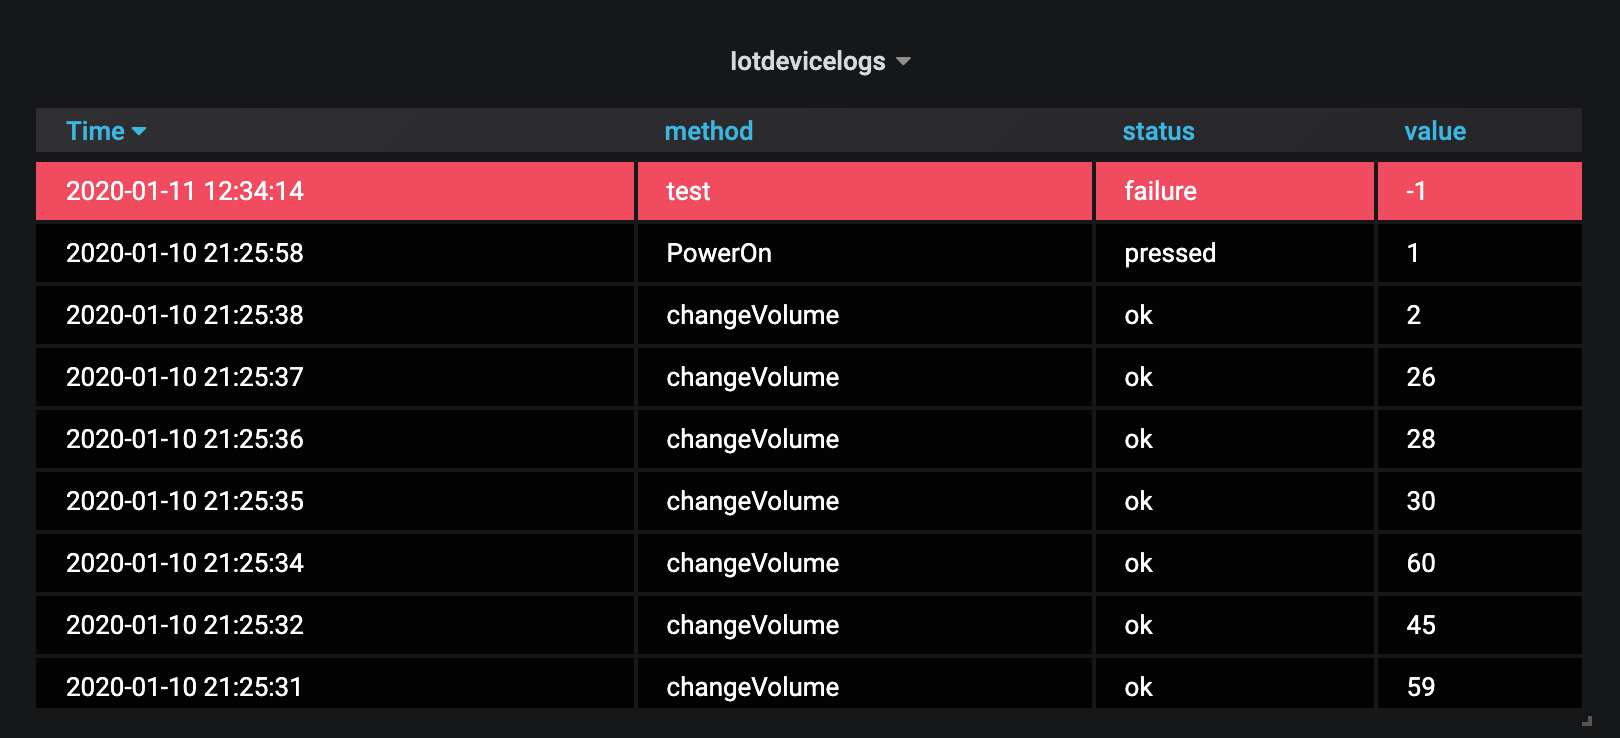 Iotdevicelogs
Time method status value
2020-01-11 12:34:14 test failure -1
2020-01-10 21:25:58 PowerOn pressed 1
2020-01-10 21:25:38 changeVolume ok 2
2020-01-10 21:25:37 changeVolume ok 26
2020-01-10 21:25:36 changeVolume ok 28
2020-01-10 21:25:35 changeVolume ok 30
2020-01-10 21:25:34 changeVolume ok 60
2020-01-10 21:25:32 changeVolume ok 45
2020-01-10 21:25:31 changeVolume ok 59